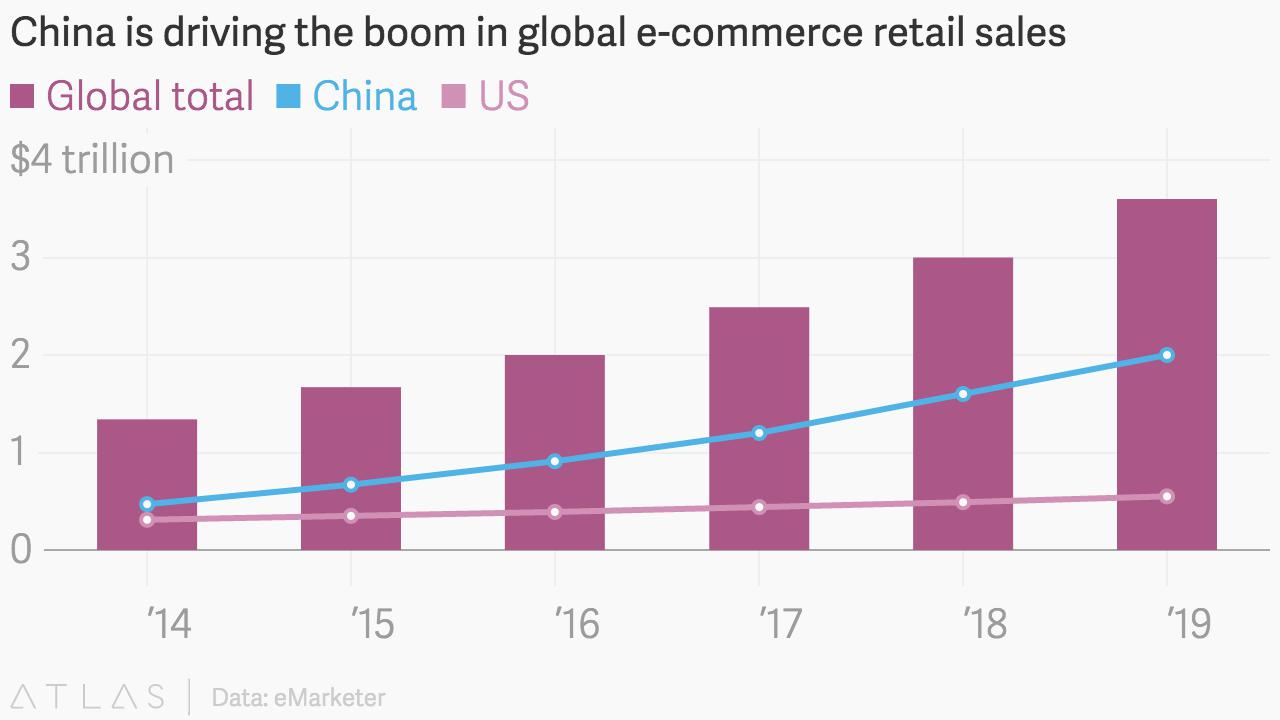 China is driving the boom in global e-commerce retail sales
Global total China US
$4 trillion
3
2
1
0
’14 ’15 ’16 ’17 ’18 ’19
ATLAS | Data: eMarketer